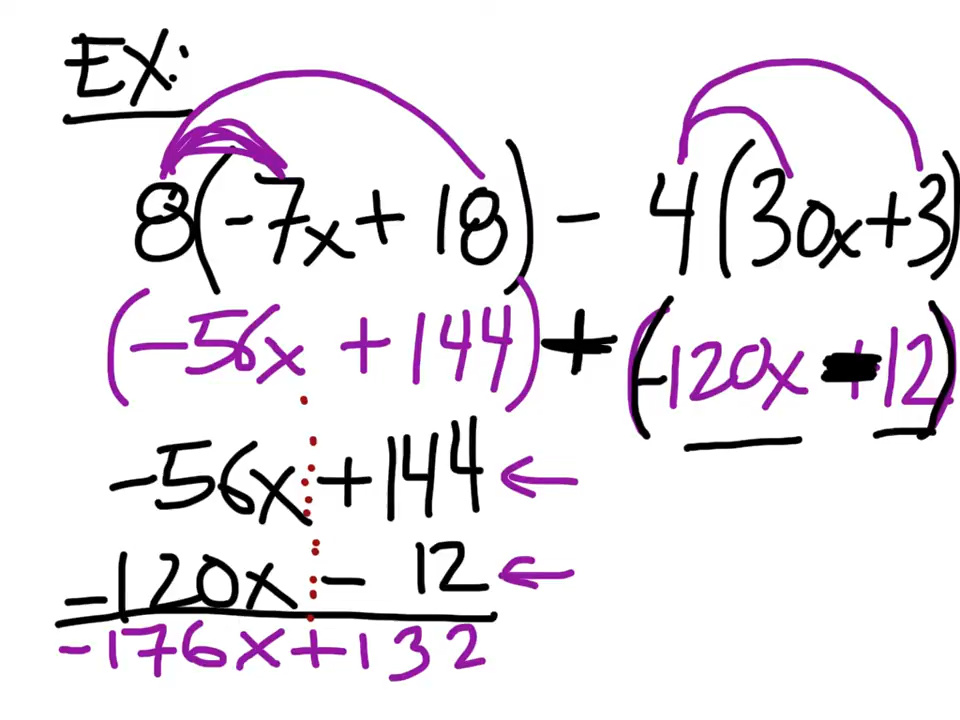 EX:
8(-7x+18) - 4(30x+3)
(-56x + 144) + (-120x - 12)
-56x + 144
-120x - 12
-176x + 132